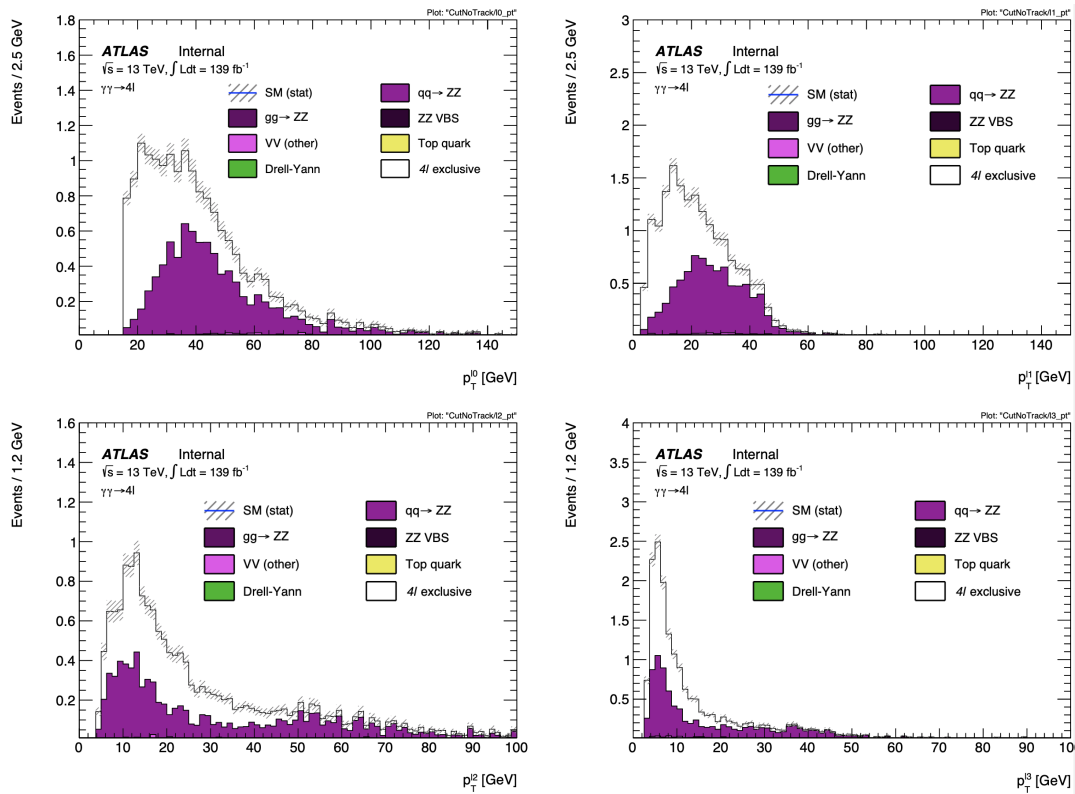 Plot: "CutNoTrack/l0_pt"
Events / 2.5 GeV
ATLAS Internal
√s = 13 TeV, ∫ Ldt = 139 fb⁻¹
γγ→4l
SM (stat) qq→ ZZ
gg→ ZZ ZZ VBS
VV (other) Top quark
Drell-Yann 4l exclusive
1.8
1.6
1.4
1.2
1
0.8
0.6
0.4
0.2
0 20 40 60 80 100 120 140
p_T^l0 [GeV]
Plot: "CutNoTrack/l1_pt"
Events / 2.5 GeV
ATLAS Internal
√s = 13 TeV, ∫ Ldt = 139 fb⁻¹
γγ→4l
SM (stat) qq→ ZZ
gg→ ZZ ZZ VBS
VV (other) Top quark
Drell-Yann 4l exclusive
3
2.5
2
1.5
1
0.5
0 20 40 60 80 100 120 140
p_T^l1 [GeV]
Plot: "CutNoTrack/l2_pt"
Events / 1.2 GeV
ATLAS Internal
√s = 13 TeV, ∫ Ldt = 139 fb⁻¹
γγ→4l
SM (stat) qq→ ZZ
gg→ ZZ ZZ VBS
VV (other) Top quark
Drell-Yann 4l exclusive
1.6
1.4
1.2
1
0.8
0.6
0.4
0.2
0 10 20 30 40 50 60 70 80 90 100
p_T^l2 [GeV]
Plot: "CutNoTrack/l3_pt"
Events / 1.2 GeV
ATLAS Internal
√s = 13 TeV, ∫ Ldt = 139 fb⁻¹
γγ→4l
SM (stat) qq→ ZZ
gg→ ZZ ZZ VBS
VV (other) Top quark
Drell-Yann 4l exclusive
4
3.5
3
2.5
2
1.5
1
0.5
0 10 20 30 40 50 60 70 80 90 10
p_T^l3 [GeV]